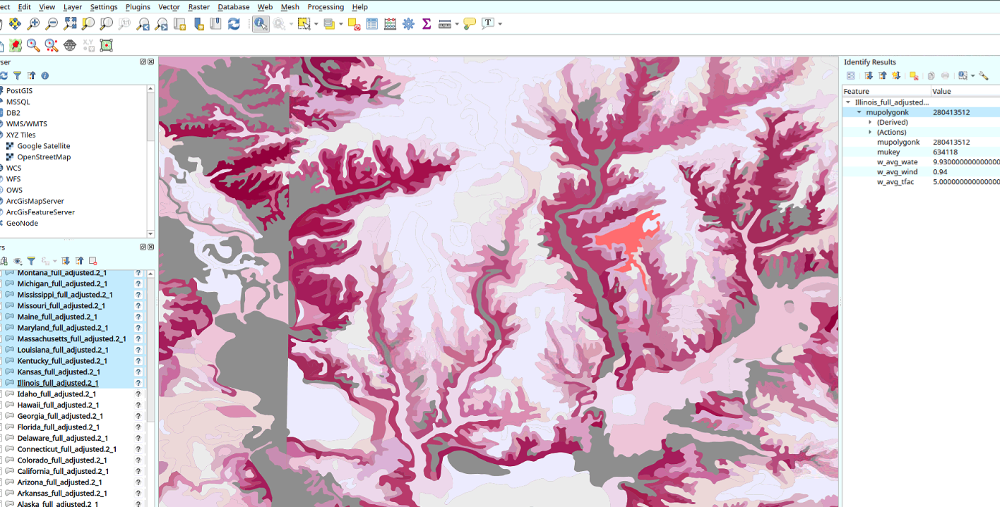 ect Edit View Layer Settings Plugins Vector Raster Database Web Mesh Processing Help
X,Y
ser
PostGIS
MSSQL
DB2
WMS/WMTS
XYZ Tiles
Google Satellite
OpenStreetMap
WCS
WFS
OWS
ArcGisMapServer
ArcGisFeatureServer
GeoNode
rs
Montana_full_adjusted.2_1 ?
Michigan_full_adjusted.2_1 ?
Mississippi_full_adjusted.2_1 ?
Missouri_full_adjusted.2_1 ?
Maine_full_adjusted.2_1 ?
Maryland_full_adjusted.2_1 ?
Massachusetts_full_adjusted.2_1 ?
Louisiana_full_adjusted.2_1 ?
Kentucky_full_adjusted.2_1 ?
Kansas_full_adjusted.2_1 ?
Illinois_full_adjusted.2_1 ?
Idaho_full_adjusted.2_1 ?
Hawaii_full_adjusted.2_1 ?
Georgia_full_adjusted.2_1 ?
Florida_full_adjusted.2_1 ?
Delaware_full_adjusted.2_1 ?
Connecticut_full_adjusted.2_1 ?
Colorado_full_adjusted.2_1 ?
California_full_adjusted.2_1 ?
Arizona_full_adjusted.2_1 ?
Arkansas_full_adjusted.2_1 ?
Alaska_full_adjusted.2_1 ?
Identify Results
Feature Value
Illinois_full_adjusted...
mupolygonk 280413512
(Derived)
(Actions)
mupolygonk 280413512
mukey 634118
w_avg_wate 9.93000000000000
w_avg_wind 0.94
w_avg_tfac 5.00000000000000